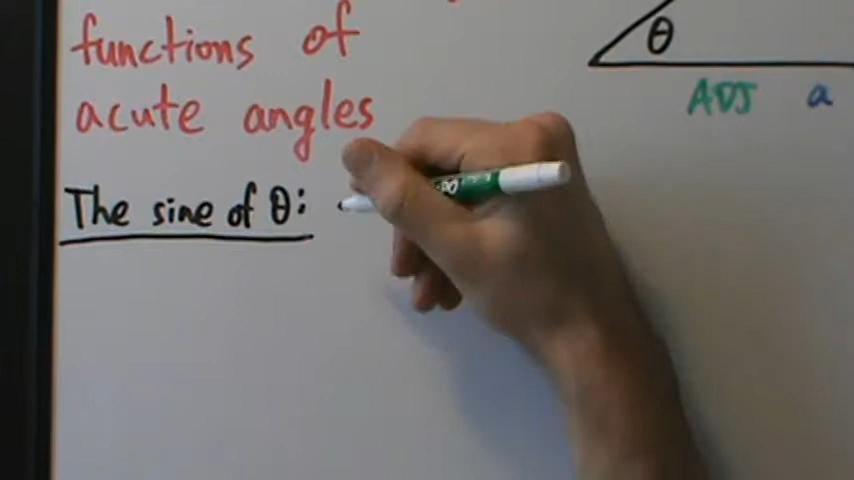 functions of
acute angles
The sine of θ:
θ
ADJ a